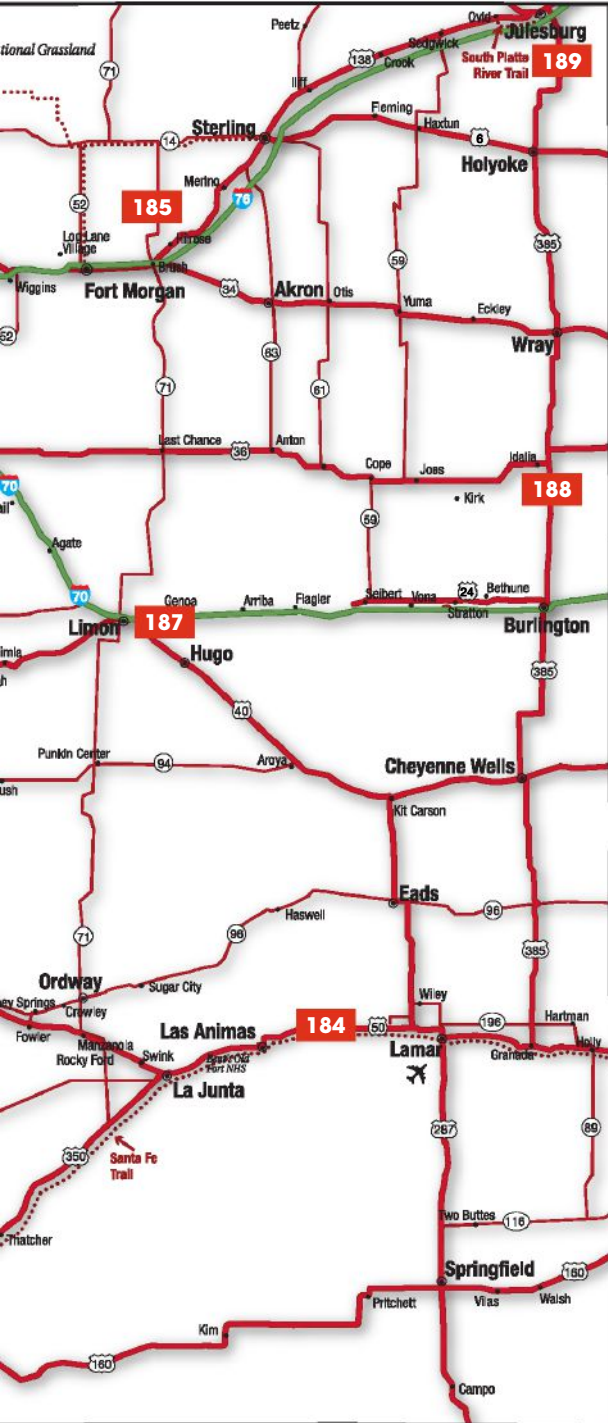 Peetz
Ovid
Julesburg
tional Grassland
Sedgwick
138
Crook
South Platte
River Trail
189
71
Iliff
Fleming
Sterling
Haxtun
14
6
Holyoke
Merino
76
52
185
Log Lane
Village
Hillrose
385
59
Brush
Wiggins
Fort Morgan
34
Akron
Otis
Yuma
Eckley
52
Wray
63
71
61
Last Chance
36
Anton
Cope
Joes
Idalia
70
188
Kirk
59
Agate
70
Genoa
Arriba
Flagler
Seibert
Vona
24
Bethune
Stratton
Limon
187
Burlington
Hugo
385
40
Punkin Center
94
Aroya
Cheyenne Wells
ush
Kit Carson
Eads
96
Haswell
96
71
385
Ordway
Sugar City
Wiley
ey Springs
Crowley
Fowler
Manzanola
Rocky Ford
Swink
Las Animas
184
50
196
Hartman
Lamar
Granada
Holly
Fort NHS
La Junta
287
89
350
Santa Fe
Trail
Two Buttes
116
Thatcher
Springfield
160
Pritchett
Vilas
Walsh
Kim
160
Campo